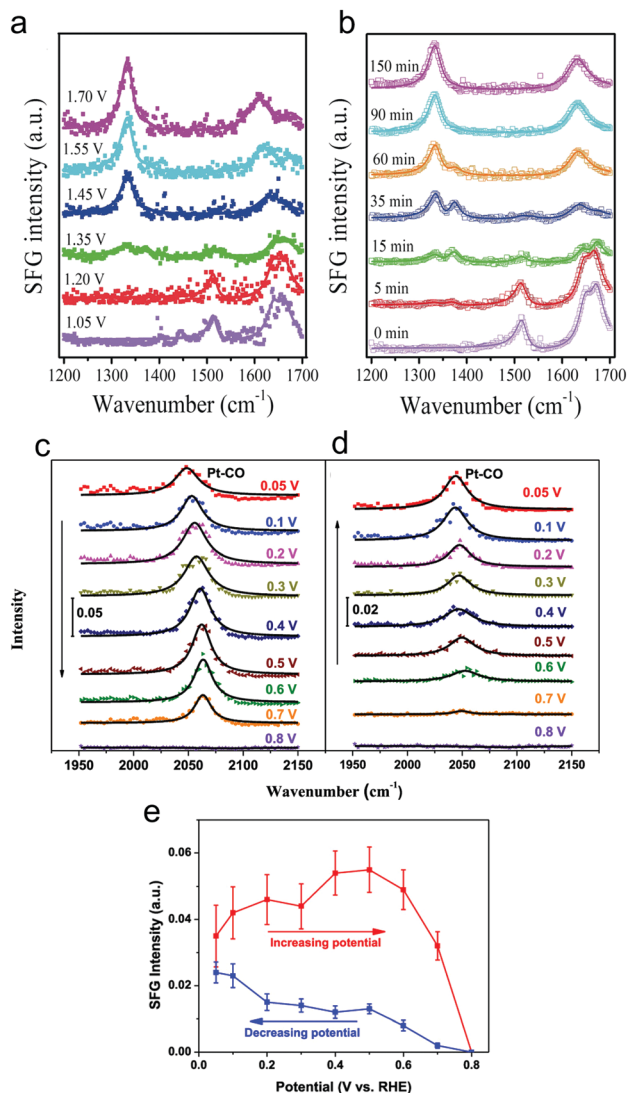 a
SFG intensity (a.u.)
1.70 V
1.55 V
1.45 V
1.35 V
1.20 V
1.05 V
1200 1300 1400 1500 1600 1700
Wavenumber (cm⁻¹)
b
SFG intensity (a.u.)
150 min
90 min
60 min
35 min
15 min
5 min
0 min
1200 1300 1400 1500 1600 1700
Wavenumber (cm⁻¹)
c
Intensity
Pt-CO
0.05 V
0.1 V
0.2 V
0.3 V
0.05
0.4 V
0.5 V
0.6 V
0.7 V
0.8 V
1950 2000 2050 2100 2150
d
Pt-CO
0.05 V
0.1 V
0.2 V
0.3 V
0.02
0.4 V
0.5 V
0.6 V
0.7 V
0.8 V
1950 2000 2050 2100 2150
Wavenumber (cm⁻¹)
e
SFG Intensity (a.u.)
0.06
0.04
0.02
0.00
Increasing potential
Decreasing potential
0.0 0.2 0.4 0.6 0.8
Potential (V vs. RHE)